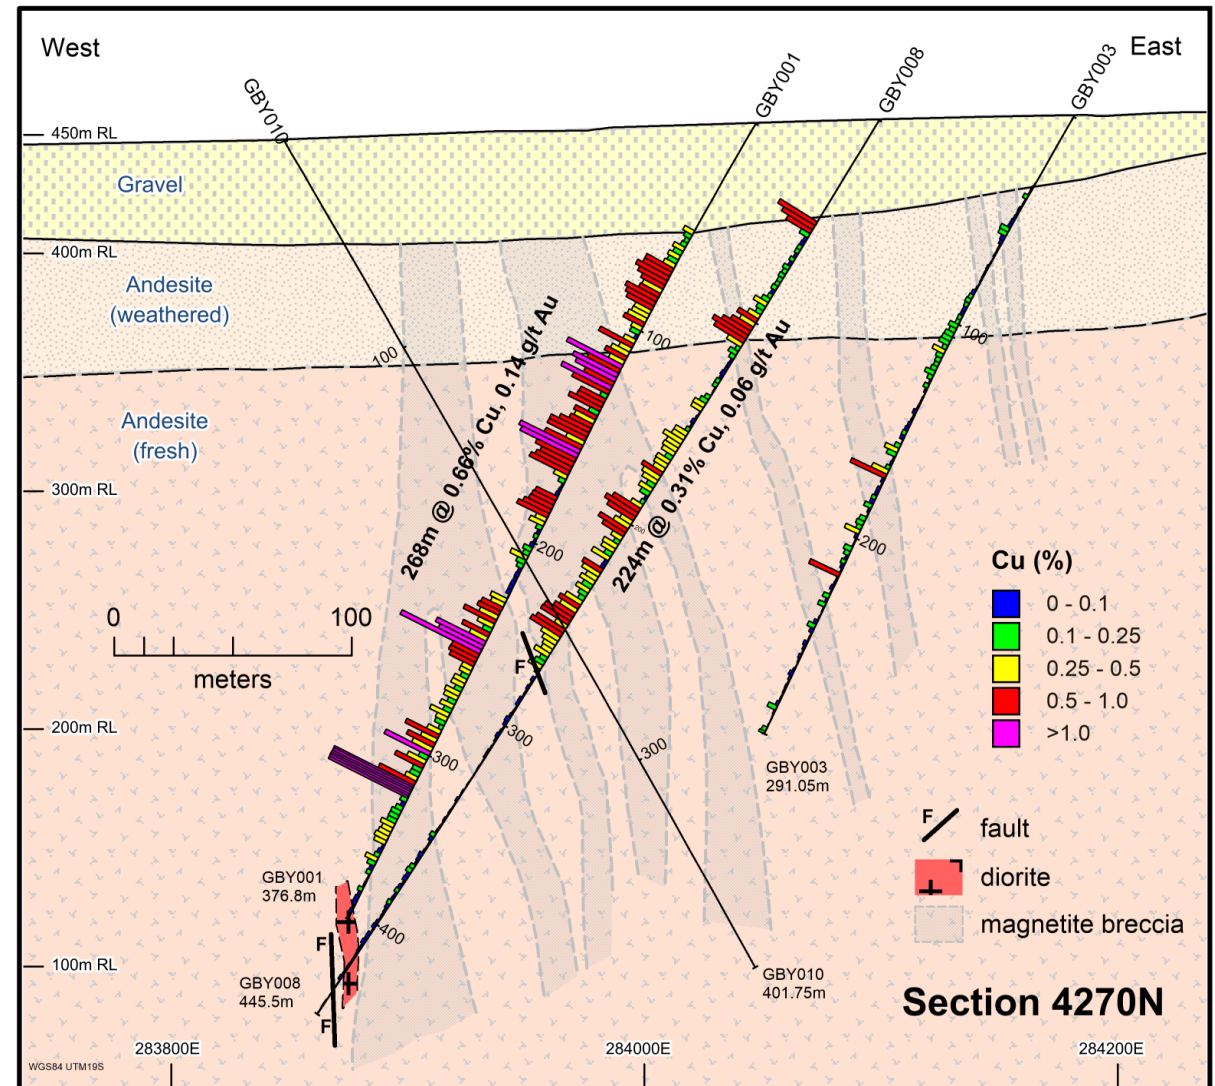 West
East
GBY010
GBY001
GBY008
GBY003
450m RL
Gravel
400m RL
Andesite
(weathered)
100
100
100
Andesite
(fresh)
268m @ 0.66% Cu, 0.14 g/t Au
224m @ 0.31% Cu, 0.06 g/t Au
300m RL
200
200
200
Cu (%)
0 - 0.1
0.1 - 0.25
0.25 - 0.5
0.5 - 1.0
>1.0
0
100
meters
F
200m RL
300
300
300
GBY003
291.05m
F
fault
diorite
magnetite breccia
GBY001
376.8m
400
F
100m RL
GBY008
445.5m
F
GBY010
401.75m
Section 4270N
283800E
284000E
284200E
WGS84 UTM19S